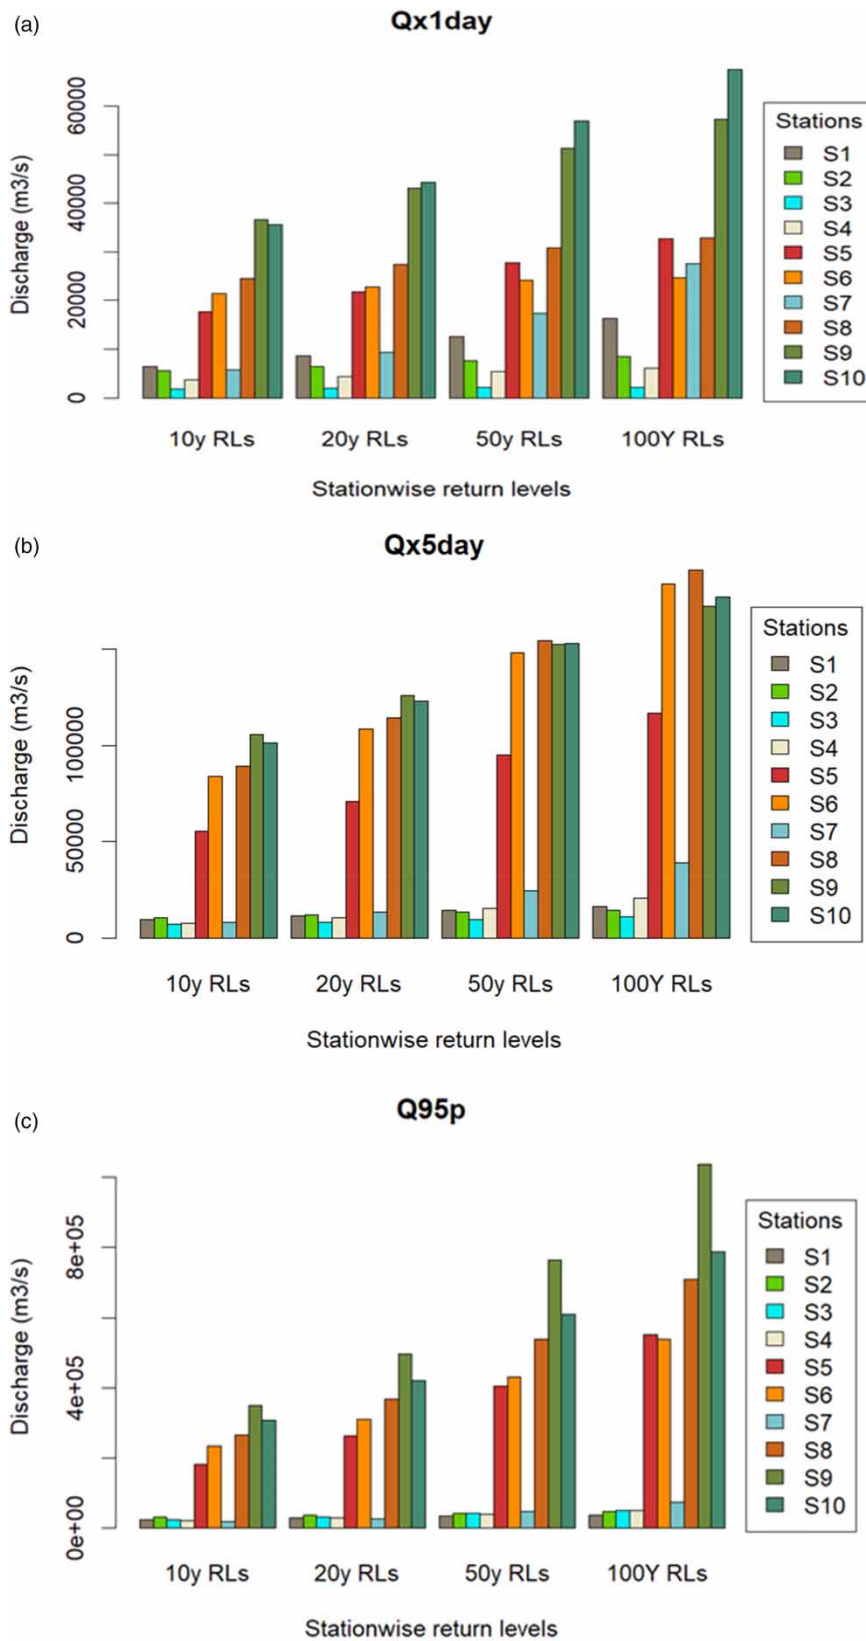 (a)
Qx1day
Discharge (m3/s)
60000
40000
20000
0
10y RLs 20y RLs 50y RLs 100Y RLs
Stationwise return levels
Stations
S1
S2
S3
S4
S5
S6
S7
S8
S9
S10
(b)
Qx5day
Discharge (m3/s)
100000
50000
0
10y RLs 20y RLs 50y RLs 100Y RLs
Stationwise return levels
Stations
S1
S2
S3
S4
S5
S6
S7
S8
S9
S10
(c)
Q95p
Discharge (m3/s)
8e+05
4e+05
0e+00
10y RLs 20y RLs 50y RLs 100Y RLs
Stationwise return levels
Stations
S1
S2
S3
S4
S5
S6
S7
S8
S9
S10